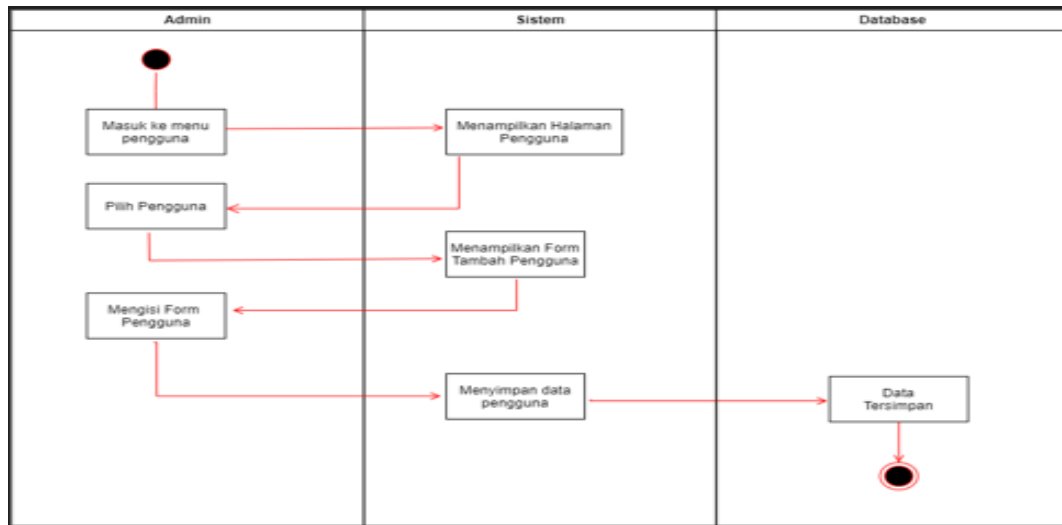 Admin
Sistem
Database
Masuk ke menu
pengguna
Menampilkan Halaman
Pengguna
Pilih Pengguna
Menampilkan Form
Tambah Pengguna
Mengisi Form
Pengguna
Menyimpan data
pengguna
Data
Tersimpan